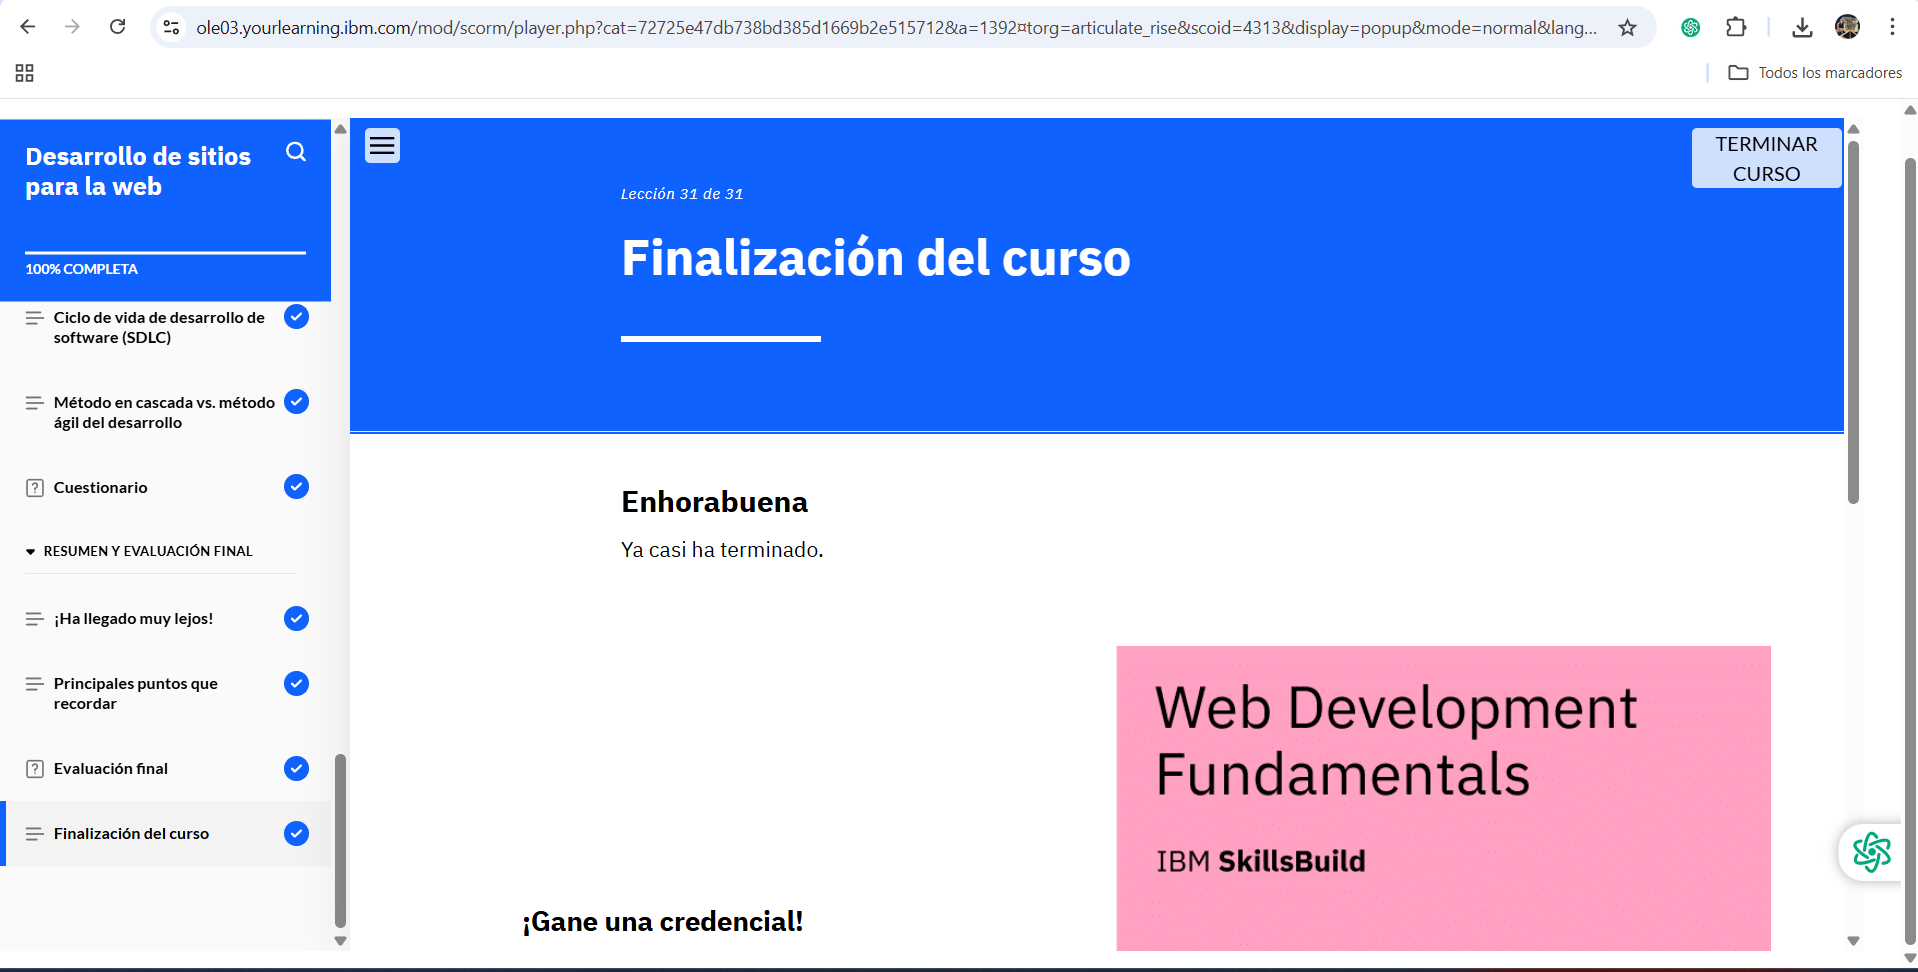 ole03.yourlearning.ibm.com/mod/scorm/player.php?cat=72725e47db738bd385d1669b2e515712&a=1392¤torg=articulate_rise&scoid=4313&display=popup&mode=normal&lang...
Todos los marcadores
Desarrollo de sitios
para la web
100% COMPLETA
Ciclo de vida de desarrollo de
software (SDLC)
Método en cascada vs. método
ágil del desarrollo
Cuestionario
RESUMEN Y EVALUACIÓN FINAL
¡Ha llegado muy lejos!
Principales puntos que
recordar
Evaluación final
Finalización del curso
TERMINAR
CURSO
Lección 31 de 31
Finalización del curso
Enhorabuena
Ya casi ha terminado.
Web Development
Fundamentals
IBM SkillsBuild
¡Gane una credencial!